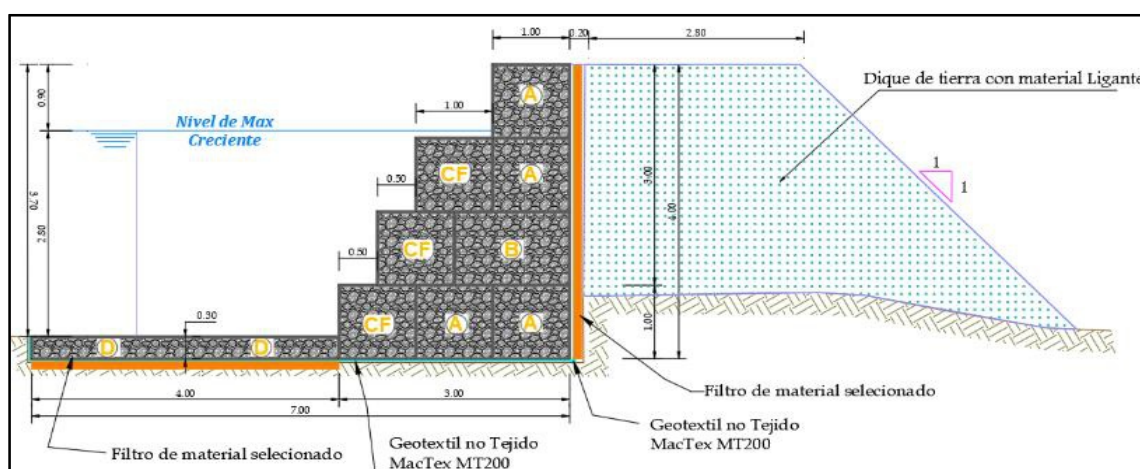 1.00
0.20
2.80
Dique de tierra con material Ligante
A
0.90
1.00
Nivel de Max
Creciente
1
1
CF
A
3.70
2.80
0.50
3.00
4.00
CF
B
0.50
CF
A
A
0.30
1.00
D
D
4.00
3.00
7.00
Filtro de material selecionado
Filtro de material selecionado
Geotextil no Tejido
MacTex MT200
Geotextil no Tejido
MacTex MT200